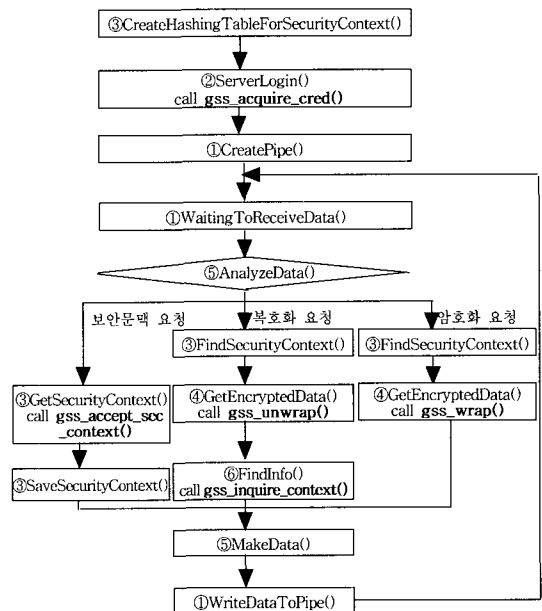 ③CreateHashingTableForSecurityContext()
②ServerLogin()
call gss_acquire_cred()
①CreatePipe()
①WaitingToReceiveData()
⑤AnalyzeData()
보안문맥 요청
복호화 요청
암호화 요청
③FindSecurityContext()
③FindSecurityContext()
③GetSecurityContext()
call gss_accept_sec
_context()
④GetEncryptedData()
call gss_unwrap()
④GetEncryptedData()
call gss_wrap()
③SaveSecurityContext()
⑥FindInfo()
call gss_inquire_context()
⑤MakeData()
①WriteDataToPipe()